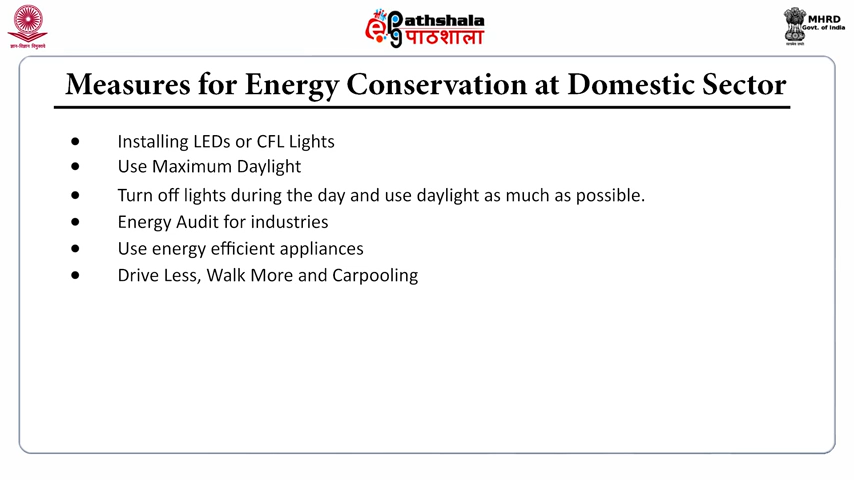 ePathshala
पाठशाला
MHRD
Govt. of India
ज्ञान-विज्ञान विमुक्तये
Measures for Energy Conservation at Domestic Sector
● Installing LEDs or CFL Lights
● Use Maximum Daylight
● Turn off lights during the day and use daylight as much as possible.
● Energy Audit for industries
● Use energy efficient appliances
● Drive Less, Walk More and Carpooling